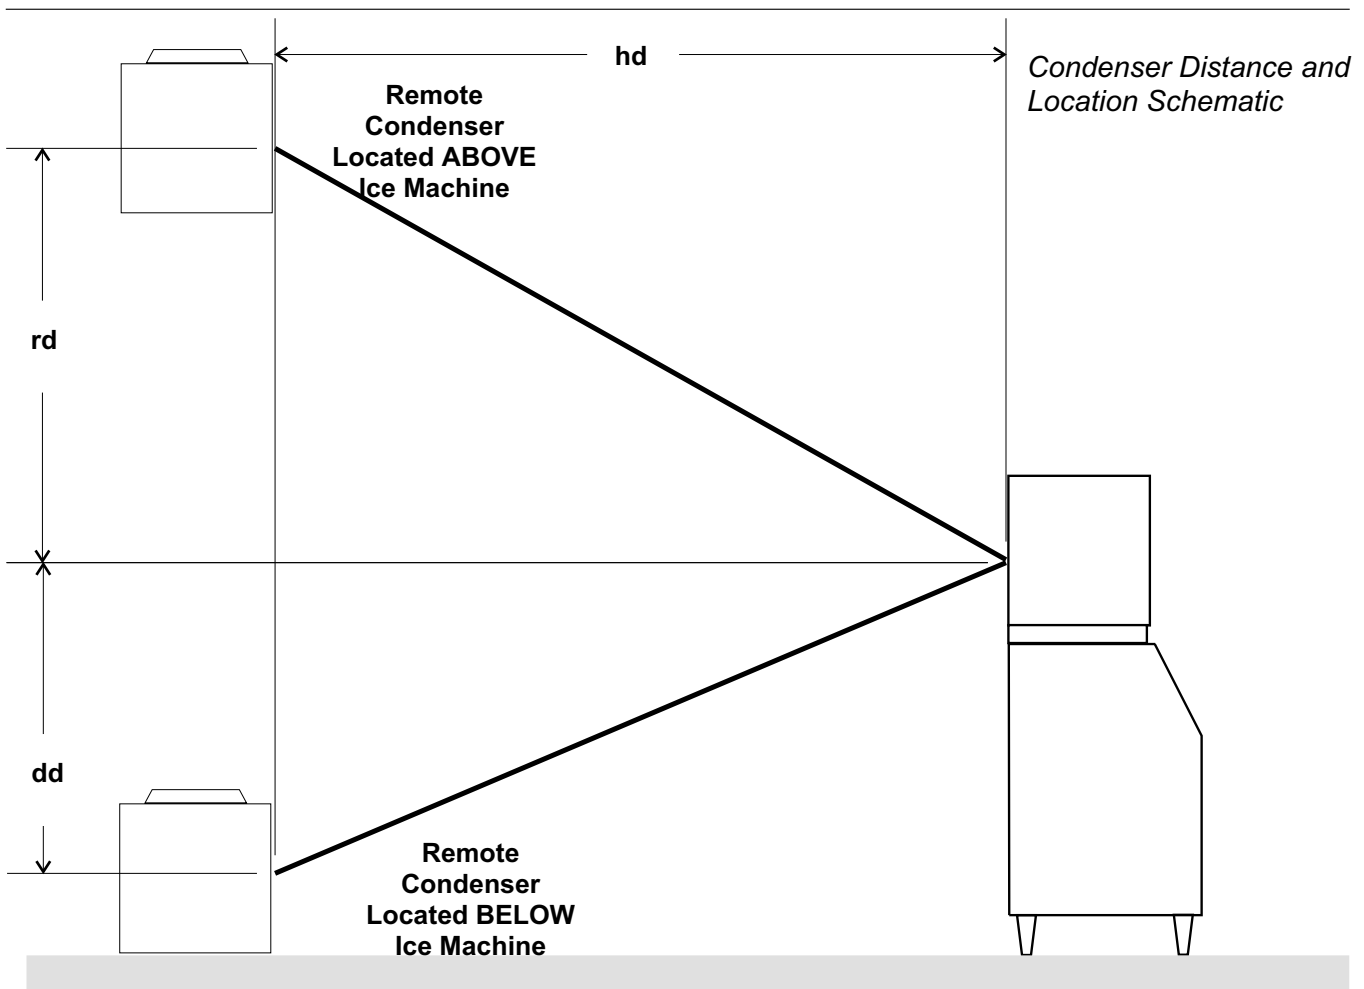 hd
Condenser Distance and
Location Schematic
Remote
Condenser
Located ABOVE
Ice Machine
rd
dd
Remote
Condenser
Located BELOW
Ice Machine